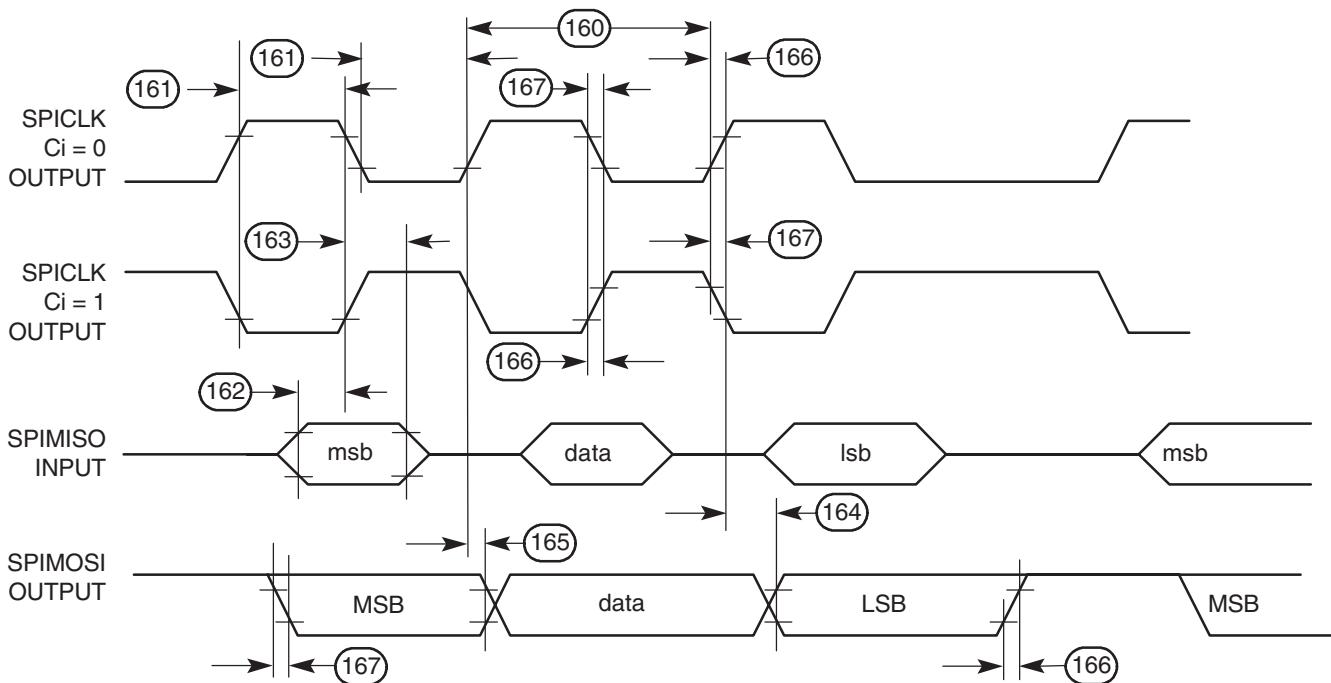 160
161
166
161
167
SPICLK
Ci = 0
OUTPUT
163
167
SPICLK
Ci = 1
OUTPUT
166
162
SPIMISO
INPUT
msb
data
lsb
msb
164
165
SPIMOSI
OUTPUT
MSB
data
LSB
MSB
167
166